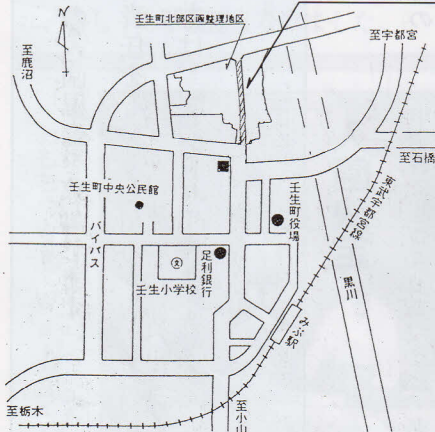 壬生町北部区画整理地区
N
至宇都宮
至鹿沼
至石橋
東武宇都宮線
壬生町中央公民館
バイパス
壬生町役場
足利銀行
文
壬生小学校
黒川
みぶ駅
至栃木
至小山